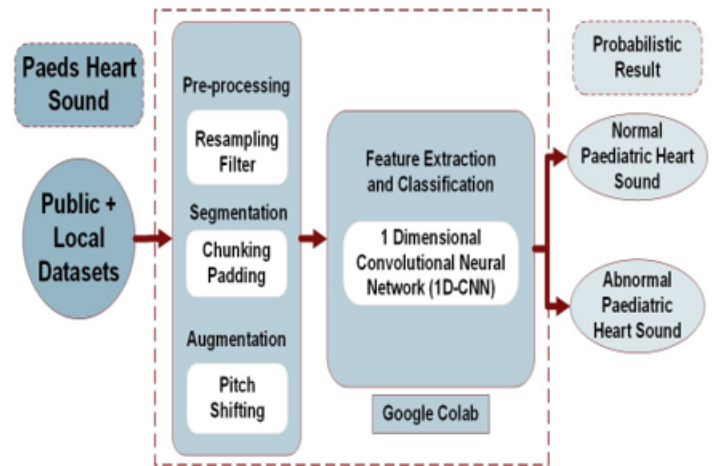 Paeds Heart
Sound
Public +
Local
Datasets
Pre-processing
Resampling
Filter
Segmentation
Chunking
Padding
Augmentation
Pitch
Shifting
Feature Extraction
and Classification
1 Dimensional
Convolutional Neural
Network (1D-CNN)
Google Colab
Probabilistic
Result
Normal
Paediatric Heart
Sound
Abnormal
Paediatric
Heart Sound